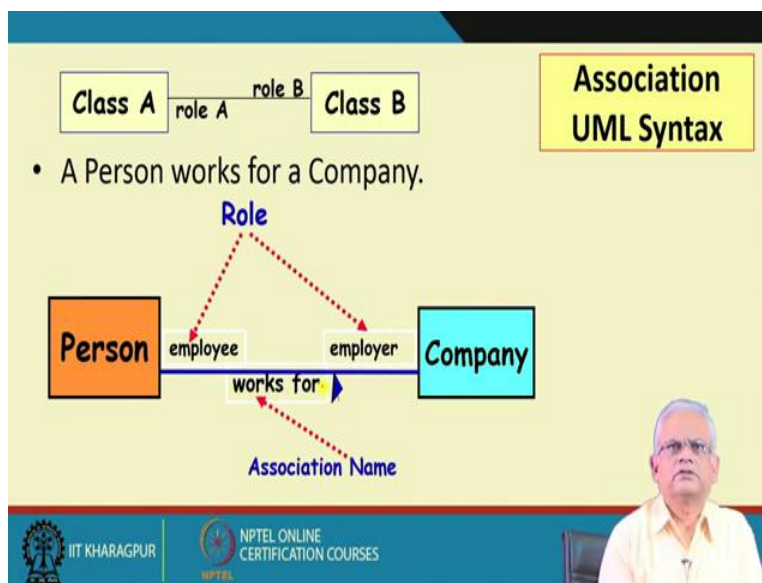 Association
UML Syntax
Class A
role A
role B
Class B
• A Person works for a Company.
Role
Person
employee
employer
Company
works for
Association Name
IIT KHARAGPUR
NPTEL
NPTEL ONLINE
CERTIFICATION COURSES